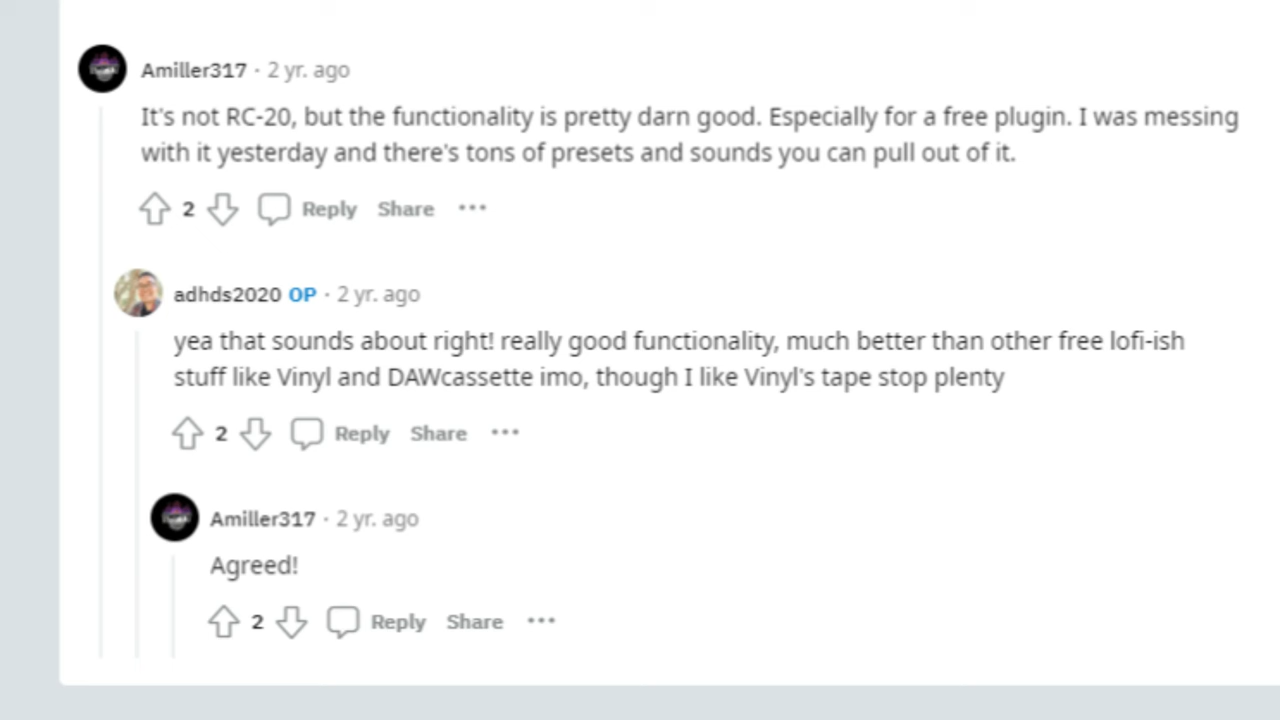 Amiller317 · 2 yr. ago
It's not RC-20, but the functionality is pretty darn good. Especially for a free plugin. I was messing
with it yesterday and there's tons of presets and sounds you can pull out of it.
2 Reply Share ···
adhds2020 OP · 2 yr. ago
yea that sounds about right! really good functionality, much better than other free lofi-ish
stuff like Vinyl and DAWcassette imo, though I like Vinyl's tape stop plenty
2 Reply Share ···
Amiller317 · 2 yr. ago
Agreed!
2 Reply Share ···